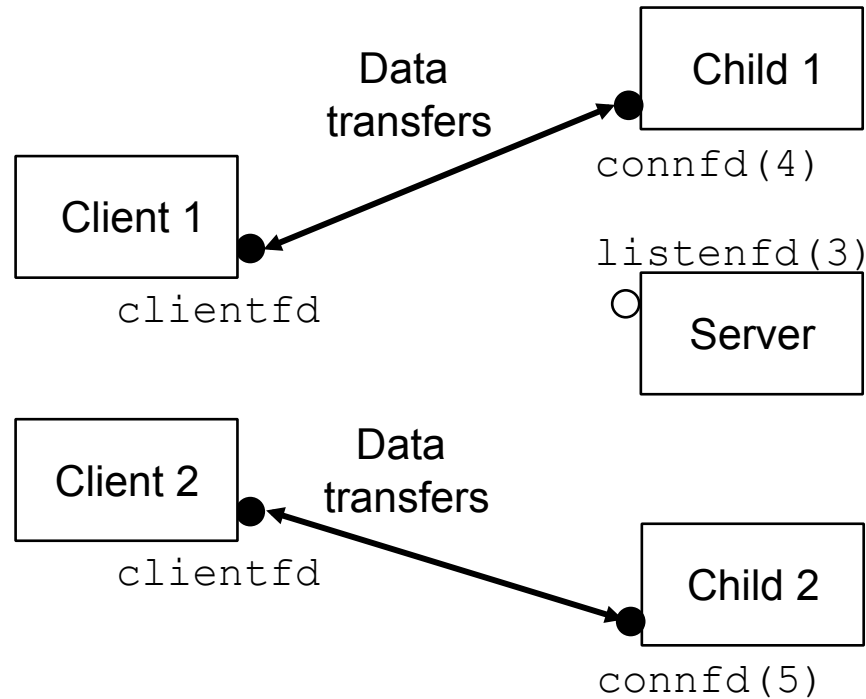 Data
transfers
Child 1
connfd(4)
Client 1
clientfd
listenfd(3)
Server
Client 2
clientfd
Data
transfers
Child 2
connfd(5)